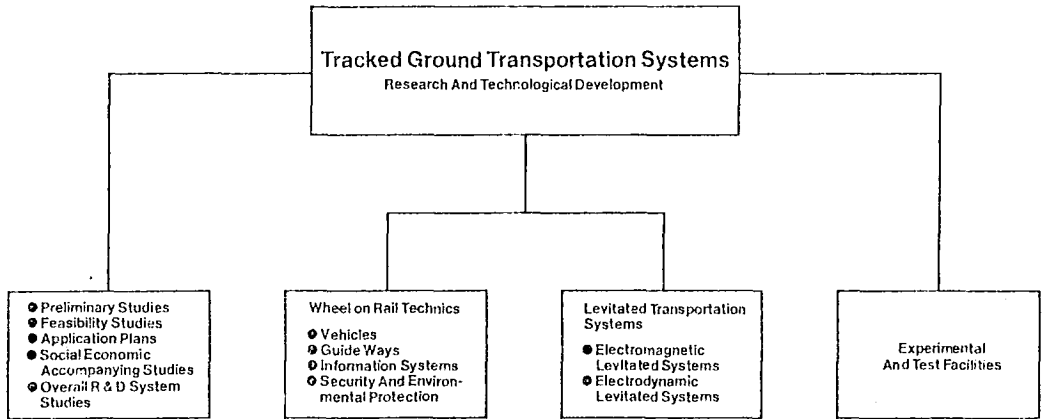 Tracked Ground Transportation Systems
Research And Technological Development
Preliminary Studies
Feasibility Studies
Application Plans
Social Economic
Accompanying Studies
Overall R & D System
Studies
Wheel on Rail Technics
Vehicles
Guide Ways
Information Systems
Security And Environ-
mental Protection
Levitated Transportation
Systems
Electromagnetic
Levitated Systems
Electrodynamic
Levitated Systems
Experimental
And Test Facilities